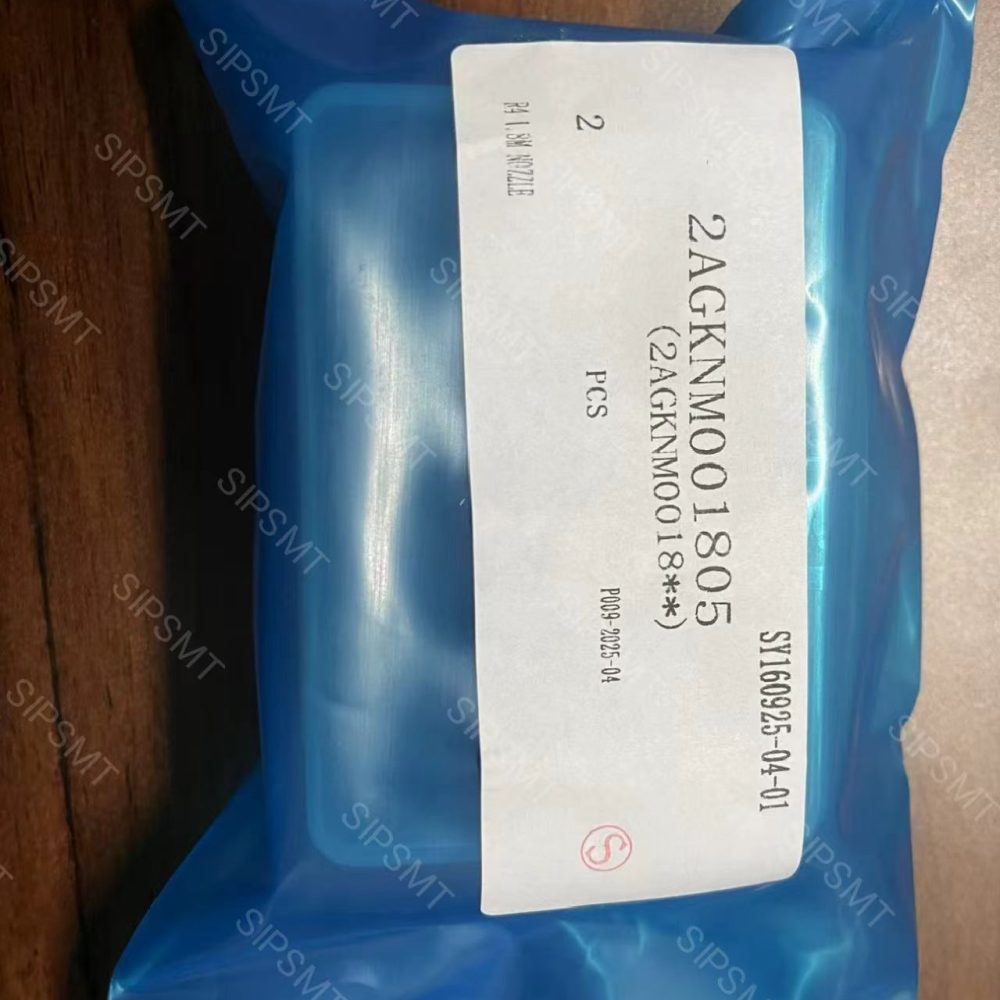 SY160925-04-01
2AGKNM001805
(2AGKNM0018**)
2 PCS P009-2025-04
R4 1.8M NOZZLE
S
SIPSMT